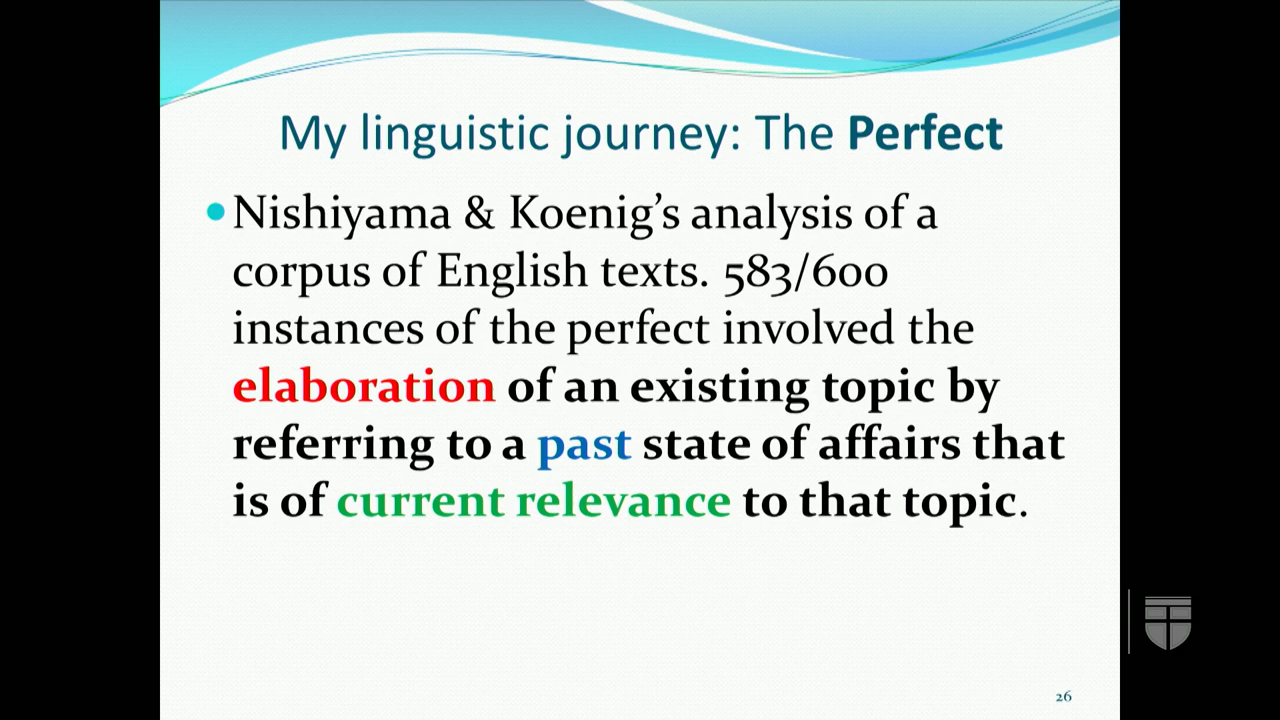 My linguistic journey: The Perfect
•Nishiyama & Koenig’s analysis of a
corpus of English texts. 583/600
instances of the perfect involved the
elaboration of an existing topic by
referring to a past state of affairs that
is of current relevance to that topic.
26